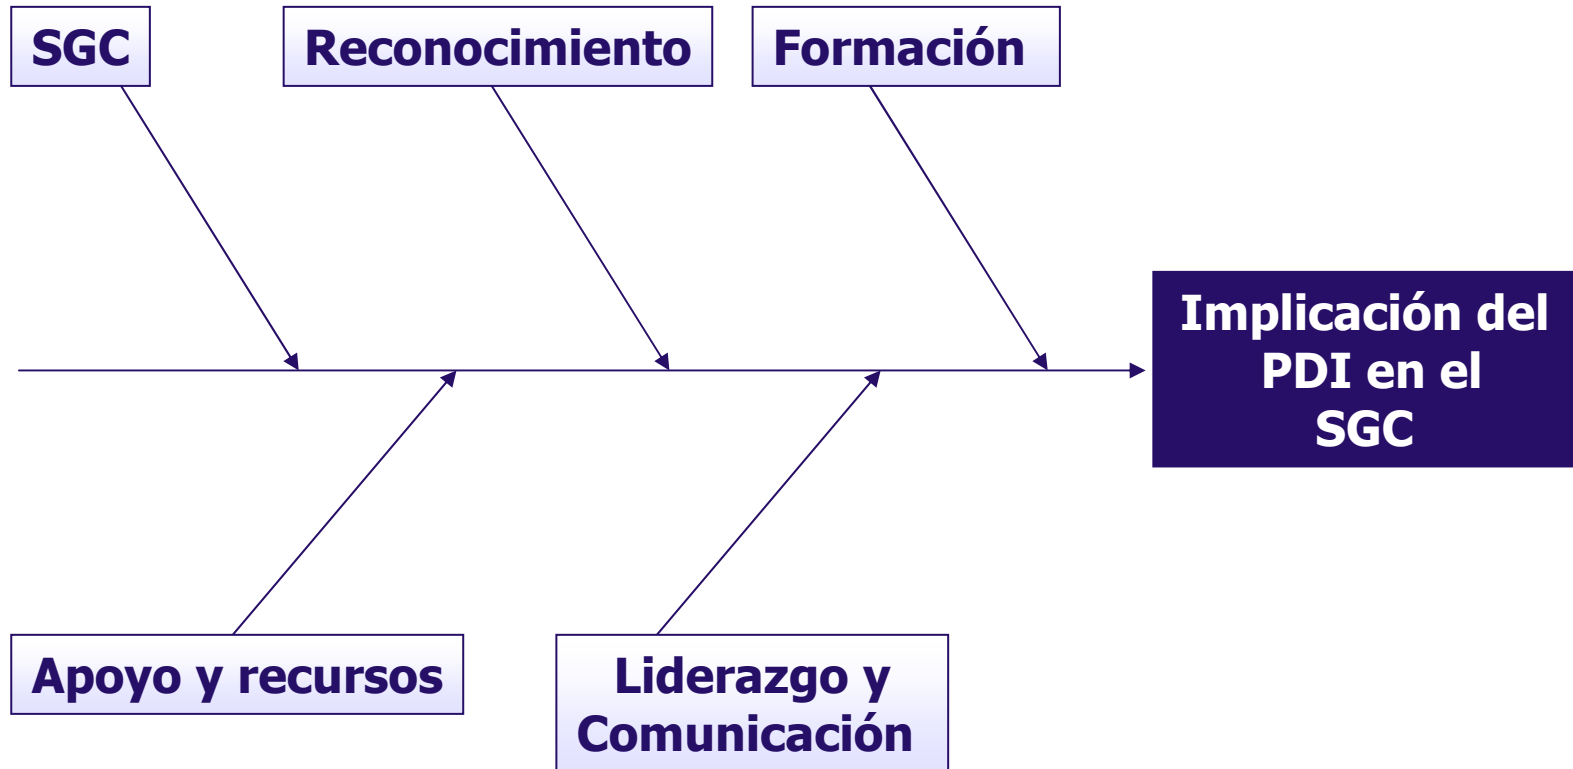 SGC
Reconocimiento
Formación
Implicación del
PDI en el
SGC
Apoyo y recursos
Liderazgo y
Comunicación